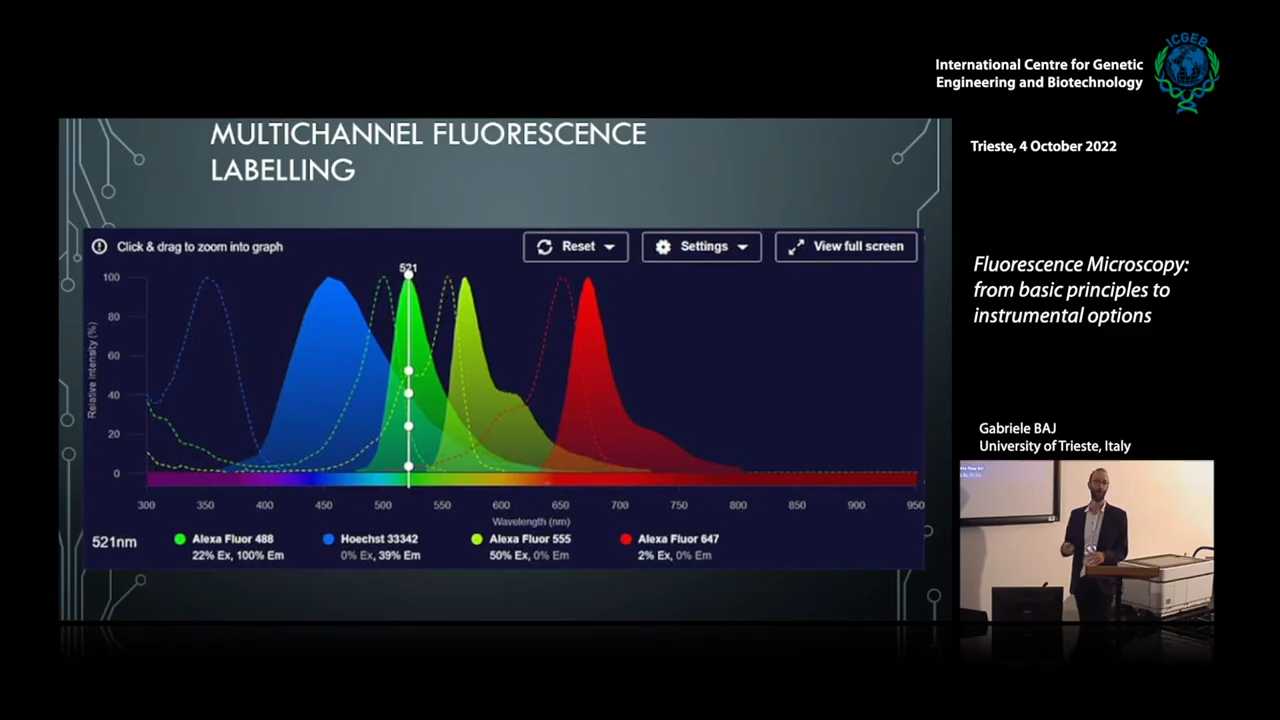 International Centre for Genetic
Engineering and Biotechnology
ICGEB
Trieste, 4 October 2022
MULTICHANNEL FLUORESCENCE
LABELLING
Click & drag to zoom into graph
Reset
Settings
View full screen
521
100
80
60
40
20
0
Relative Intensity (%)
300 350 400 450 500 550 600 650 700 750 800 850 900 950
Wavelength (nm)
521nm
Alexa Fluor 488
22% Ex, 100% Em
Hoechst 33342
0% Ex, 39% Em
Alexa Fluor 555
50% Ex, 0% Em
Alexa Fluor 647
2% Ex, 0% Em
Fluorescence Microscopy:
from basic principles to
instrumental options
Gabriele BAJ
University of Trieste, Italy